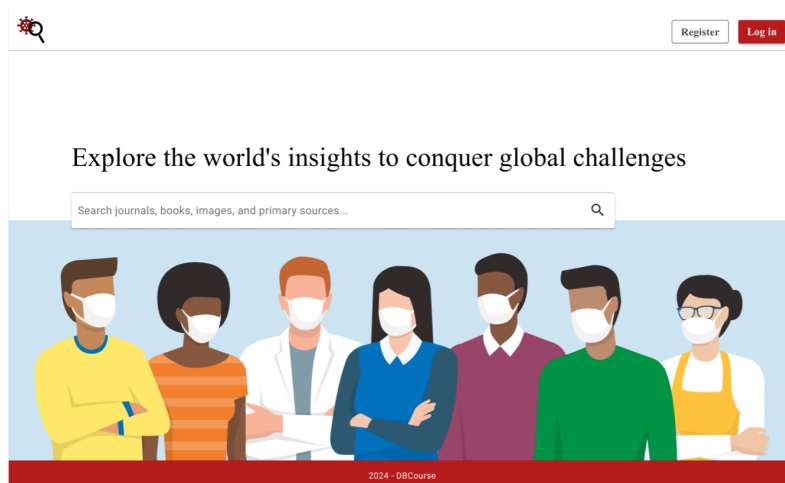 Register
Log in
Explore the world's insights to conquer global challenges
Search journals, books, images, and primary sources...
2024 - DBCourse